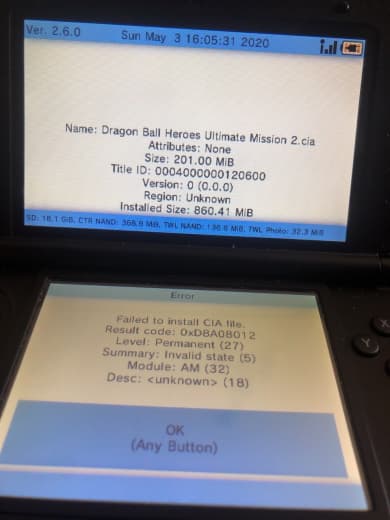 Ver. 2.6.0
Sun May 3 16:05:31 2020
Name: Dragon Ball Heroes Ultimate Mission 2.cia
Attributes: None
Size: 201.00 MiB
Title ID: 0004000000120600
Version: 0 (0.0.0)
Region: Unknown
Installed Size: 860.41 MiB
SD: 18.1 GiB, CTR NAND: 368.8 MiB, TWL NAND: 136.6 MiB, TWL Photo: 32.3 MiB
Error
Failed to install CIA file.
Result code: 0xD8A08012
Level: Permanent (27)
Summary: Invalid state (5)
Module: AM (32)
Desc: <unknown> (18)
OK
(Any Button)
X